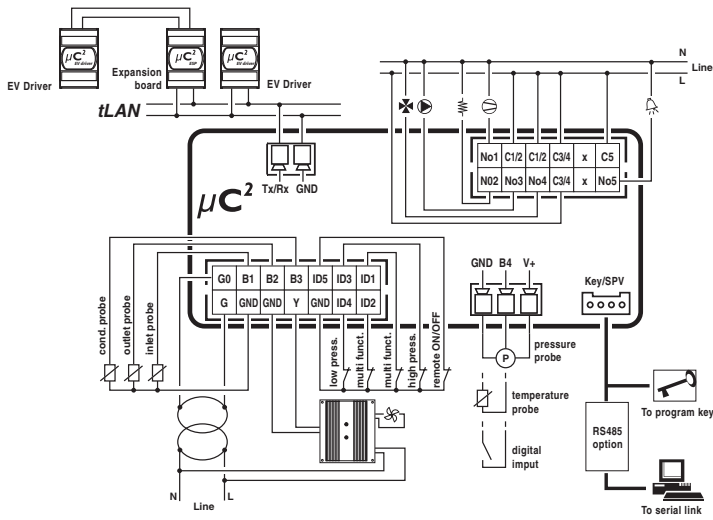 µC²
EV driver
µC²
EXP
µC²
EV driver
EV Driver
Expansion
board
EV Driver
tLAN
N
Line
L
Tx/Rx GND
No1 C1/2 C1/2 C3/4 x C5
N02 No3 No4 C3/4 x No5
µC²
G0 B1 B2 B3 ID5 ID3 ID1
G GND GND Y GND ID4 ID2
GND B4 V+
Key/SPV
cond. probe
outlet probe
inlet probe
low press.
multi funct.
multi funct.
high press.
remote ON/OFF
P
pressure
probe
temperature
probe
digital
imput
To program key
RS485
option
To serial link
N L
Line